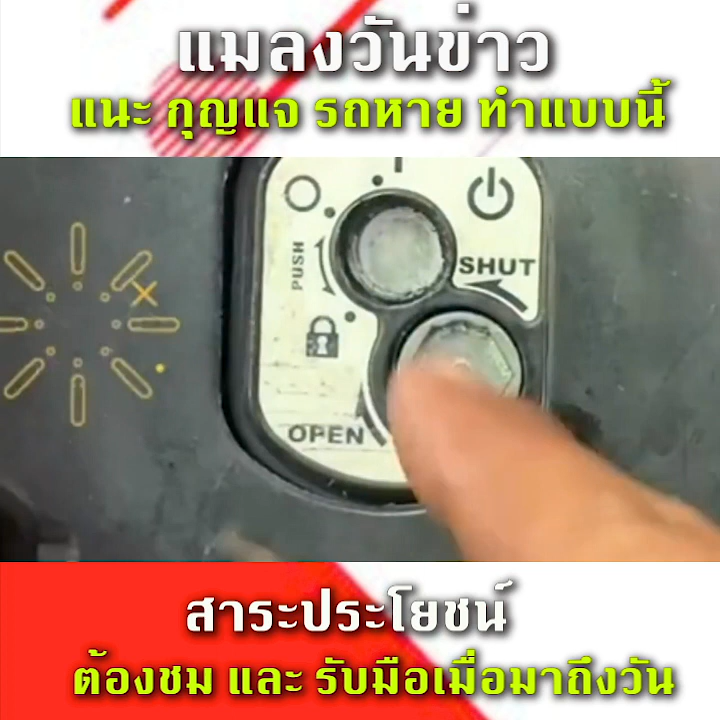 แมลงวันข่าว
แนะ กุญแจ รถหาย ทำแบบนี้
SHUT
PUSH
OPEN
สาระประโยชน์
ต้องชม และ รับมือเมื่อมาถึงวัน